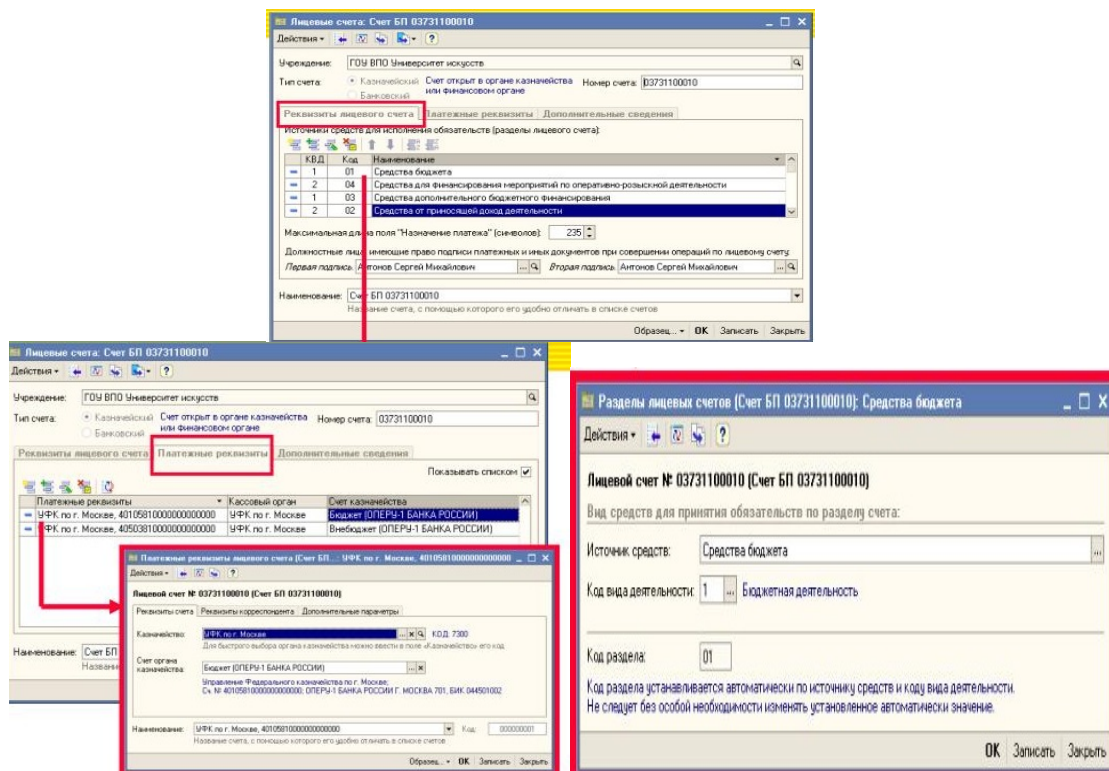 Лицевые счета: Счет БП 03731100010
Действия
Учреждение: ГОУ ВПО Университет искусств
Тип счета: Казначейский Счет открыт в органе казначейства Номер счета: 03731100010
Банковский или финансовом органе
Реквизиты лицевого счета Платежные реквизиты Дополнительные сведения
Источники средств для исполнения обязательств (разделы лицевого счета):
КВД Код Наименование
1 01 Средства бюджета
2 04 Средства для финансирования мероприятий по оперативно-розыскной деятельности
1 03 Средства дополнительного бюджетного финансирования
2 02 Средства от приносящей доход деятельности
Максимальная длина поля "Назначение платежа" (символов): 235
Должностные лица, имеющие право подписи платежных и иных документов при совершении операций по лицевому счету:
Первая подпись: Антонов Сергей Михайлович ... Вторая подпись: Антонов Сергей Михайлович ...
Наименование: Счет БП 03731100010
Название счета, с помощью которого его удобно отличать в списке счетов
Образец... OK Записать Закрыть
Лицевые счета: Счет БП 03731100010
Действия
Учреждение: ГОУ ВПО Университет искусств
Тип счета: Казначейский Счет открыт в органе казначейства Номер счета: 03731100010
Банковский или финансовом органе
Реквизиты лицевого счета Платежные реквизиты Дополнительные сведения
Показывать списком
Платежные реквизиты Кассовый орган Счет казначейства
УФК по г. Москве, 40105810000000000000 УФК по г. Москве Бюджет (ОПЕРУ-1 БАНКА РОССИИ)
УФК по г. Москве, 40503810000000000000 УФК по г. Москве Внебюджет (ОПЕРУ-1 БАНКА РОССИИ)
Наименование: Счет БП
Название
Платежные реквизиты лицевого счета (Счет БП...: УФК по г. Москве, 40105810000000000000
Действия
Лицевой счет № 03731100010 (Счет БП 03731100010)
Реквизиты счета Реквизиты корреспондента Дополнительные параметры
Казначейство: УФК по г. Москве ... КОД: 7300
Для быстрого выбора органа казначейства можно ввести в поле «Казначейство» его код
Счет органа казначейства: Бюджет (ОПЕРУ-1 БАНКА РОССИИ) ...
Управление Федерального казначейства по г. Москве;
Сч. № 40105810000000000000; ОПЕРУ-1 БАНКА РОССИИ Г. МОСКВА 701, БИК 044501002
Наименование: УФК по г. Москве, 40105810000000000000 Код: 000000001
Название счета, с помощью которого его удобно отличать в списке счетов
Образец... OK Записать Закрыть
Разделы лицевых счетов (Счет БП 03731100010): Средства бюджета
Действия
Лицевой счет № 03731100010 (Счет БП 03731100010)
Вид средств для принятия обязательств по разделу счета:
Источник средств: Средства бюджета ...
Код вида деятельности: 1 ... Бюджетная деятельность
Код раздела: 01
Код раздела устанавливается автоматически по источнику средств и коду вида деятельности.
Не следует без особой необходимости изменять установленное автоматически значение.
OK Записать Закрыть